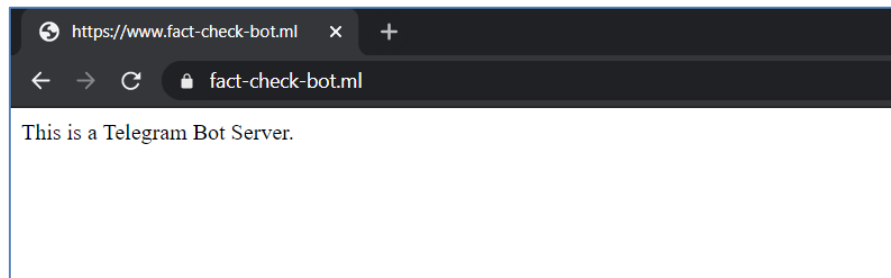 https://www.fact-check-bot.ml
fact-check-bot.ml
This is a Telegram Bot Server.